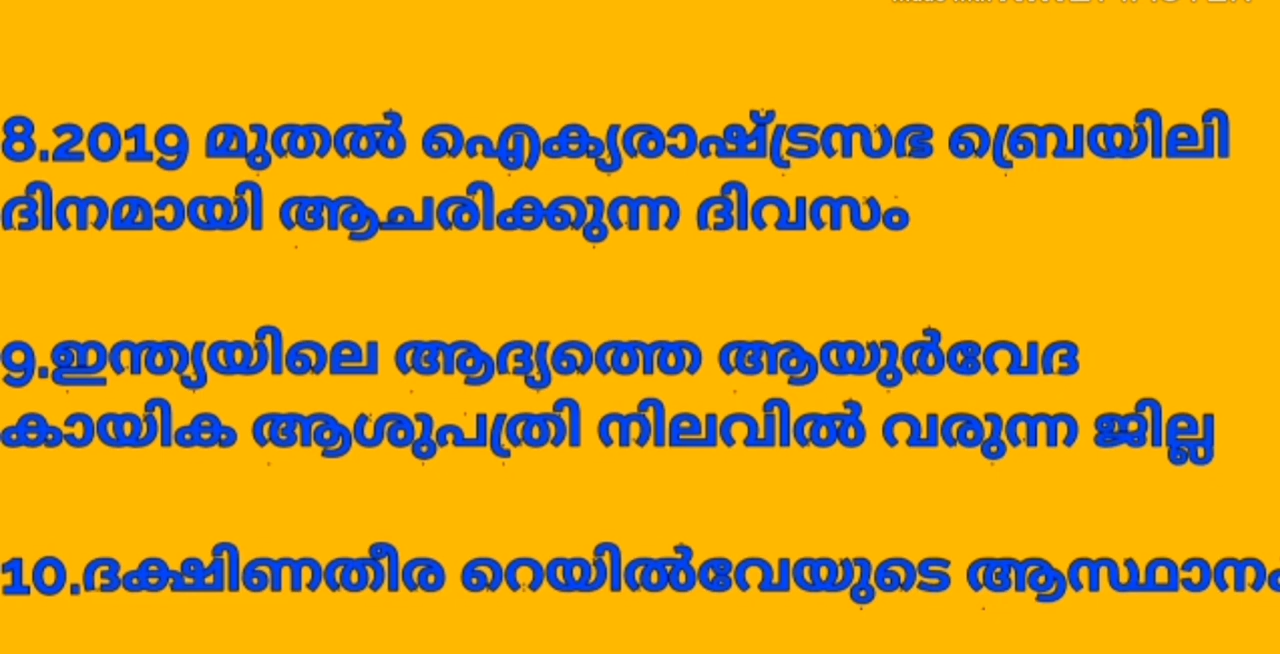 8.2019 മുതൽ ഐക്യരാഷ്ട്രസഭ ബ്രെയിലി
ദിനമായി ആചരിക്കുന്ന ദിവസം
9.ഇന്ത്യയിലെ ആദ്യത്തെ ആയുർവേദ
കായിക ആശുപത്രി നിലവിൽ വരുന്ന ജില്ല
10.ദക്ഷിണതീര റെയിൽവേയുടെ ആസ്ഥാനം